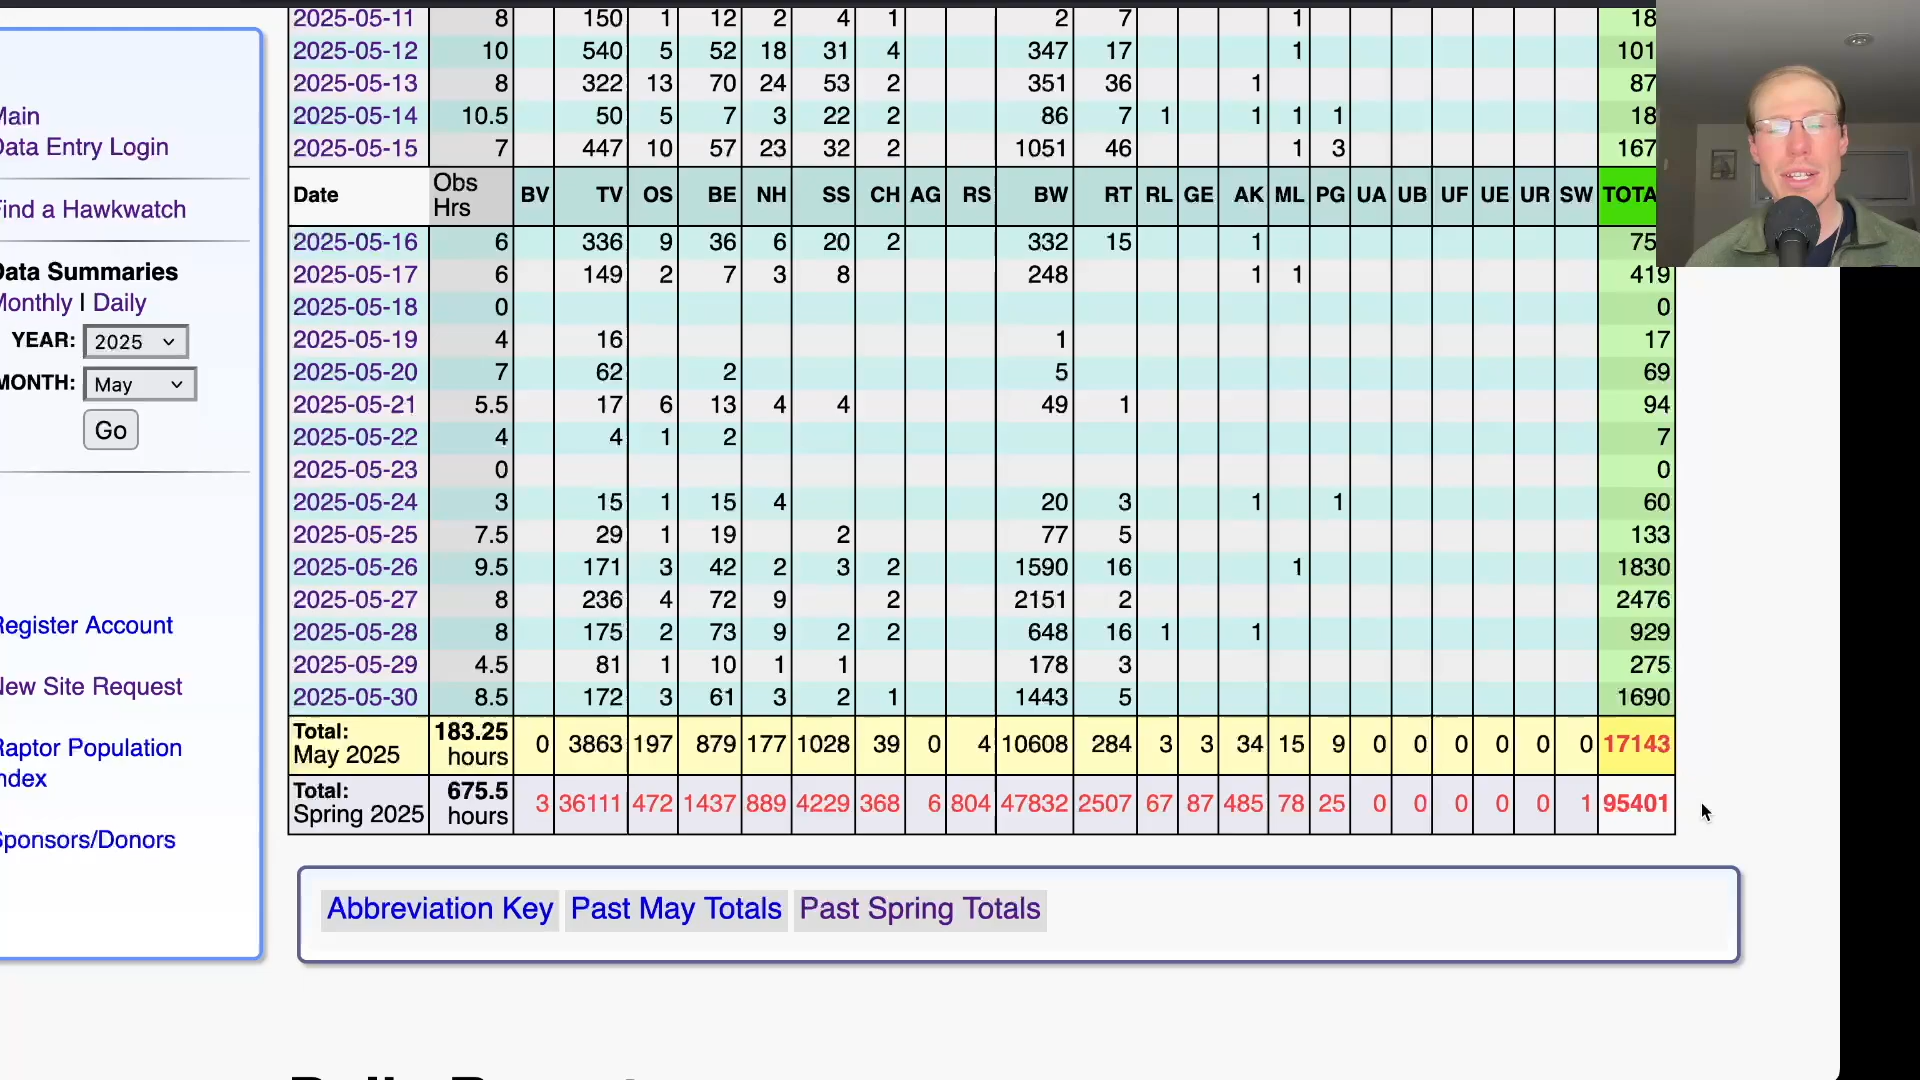 Main
Data Entry Login
Find a Hawkwatch
Data Summaries
Monthly | Daily
YEAR: 2025
MONTH: May
Go
Register Account
New Site Request
Raptor Population
Index
Sponsors/Donors
2025-05-11 8 150 1 12 2 4 1 2 7 1 18
2025-05-12 10 540 5 52 18 31 4 347 17 1 101
2025-05-13 8 322 13 70 24 53 2 351 36 1 87
2025-05-14 10.5 50 5 7 3 22 2 86 7 1 1 1 1 18
2025-05-15 7 447 10 57 23 32 2 1051 46 1 3 167
Date Obs Hrs BV TV OS BE NH SS CH AG RS BW RT RL GE AK ML PG UA UB UF UE UR SW TOTA
2025-05-16 6 336 9 36 6 20 2 332 15 1 75
2025-05-17 6 149 2 7 3 8 248 1 1 419
2025-05-18 0 0
2025-05-19 4 16 1 17
2025-05-20 7 62 2 5 69
2025-05-21 5.5 17 6 13 4 4 49 1 94
2025-05-22 4 4 1 2 7
2025-05-23 0 0
2025-05-24 3 15 1 15 4 20 3 1 1 60
2025-05-25 7.5 29 1 19 2 77 5 133
2025-05-26 9.5 171 3 42 2 3 2 1590 16 1 1830
2025-05-27 8 236 4 72 9 2 2151 2 2476
2025-05-28 8 175 2 73 9 2 2 648 16 1 1 929
2025-05-29 4.5 81 1 10 1 1 178 3 275
2025-05-30 8.5 172 3 61 3 2 1 1443 5 1690
Total: May 2025 183.25 hours 0 3863 197 879 177 1028 39 0 4 10608 284 3 3 34 15 9 0 0 0 0 0 0 17143
Total: Spring 2025 675.5 hours 3 36111 472 1437 889 4229 368 6 804 47832 2507 67 87 485 78 25 0 0 0 0 0 1 95401
Abbreviation Key Past May Totals Past Spring Totals